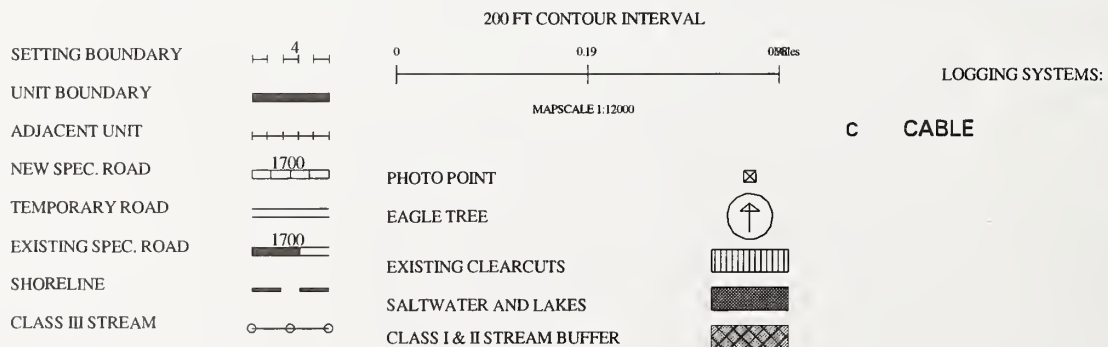 200 FT CONTOUR INTERVAL
0 0.19
MAPSCALE 1:12000
SETTING BOUNDARY 4
UNIT BOUNDARY
ADJACENT UNIT
NEW SPEC. ROAD 1700
TEMPORARY ROAD
EXISTING SPEC. ROAD 1700
SHORELINE
CLASS III STREAM
PHOTO POINT
EAGLE TREE
EXISTING CLEARCUTS
SALTWATER AND LAKES
CLASS I & II STREAM BUFFER
LOGGING SYSTEMS:
C CABLE